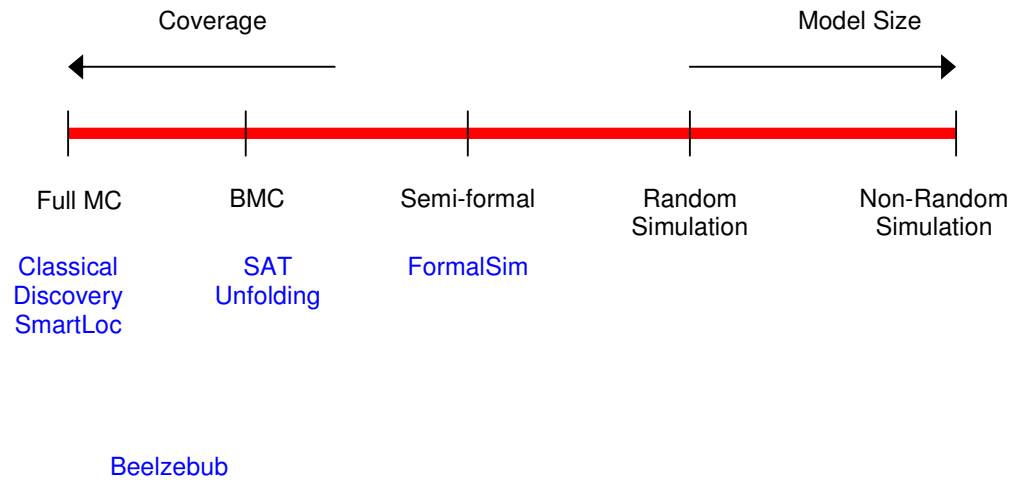 Coverage
Model Size
Full MC
BMC
Semi-formal
Random
Simulation
Non-Random
Simulation
Classical
Discovery
SmartLoc
SAT
Unfolding
FormalSim
Beelzebub